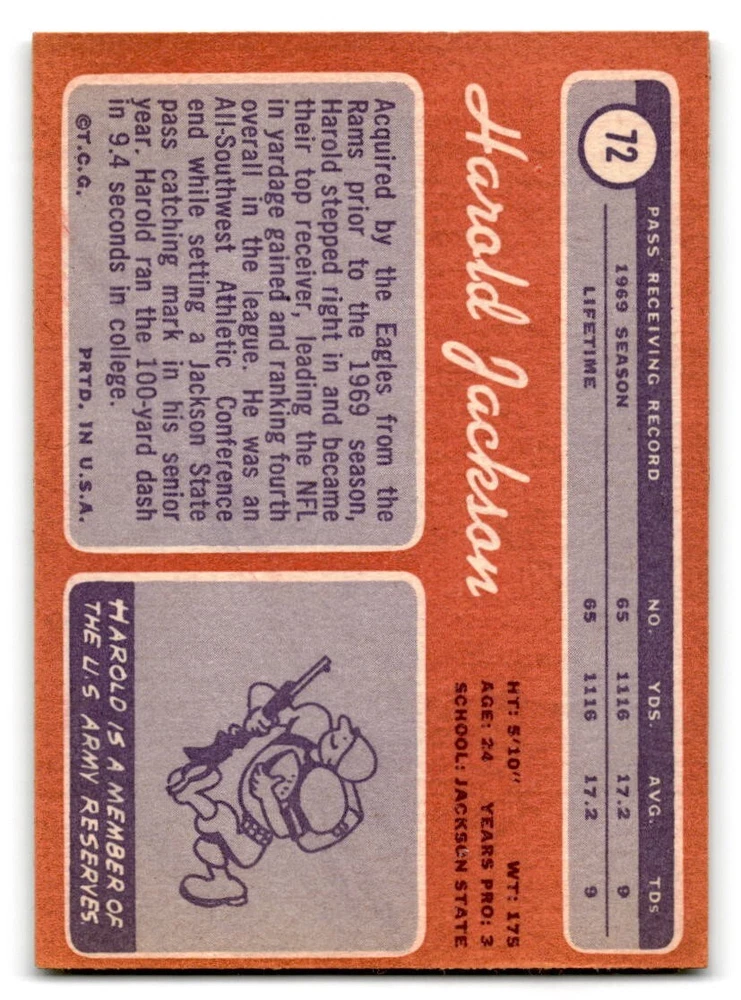 72
PASS RECEIVING RECORD NO. YDS. AVG. TDs
1969 SEASON 65 1116 17.2 9
LIFETIME 65 1116 17.2 9
Harold Jackson
HT: 5'10" WT: 175
AGE: 24 YEARS PRO: 3
SCHOOL: JACKSON STATE
Acquired by the Eagles from the
Rams prior to the 1969 season,
Harold stepped right in and became
their top receiver, leading the NFL
in yardage gained and ranking fourth
overall in the league. He was an
All-Southwest Athletic Conference
end while setting a Jackson State
pass catching mark in his senior
year, Harold ran the 100-yard dash
in 9.4 seconds in college.
©T.C.G. PRTD. IN U.S.A.
HAROLD IS A MEMBER OF
THE U.S ARMY RESERVES.